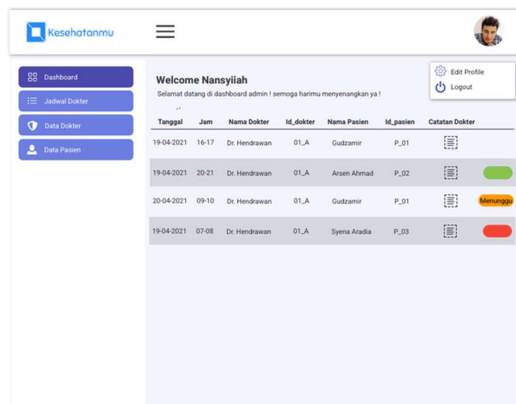 Kesehatanmu
Dashboard
Jadwal Dokter
Data Dokter
Data Pasien
Edit Profile
Logout
Welcome Nansyiiah
Selamat datang di dashboard admin ! semoga harimu menyenangkan ya !
Tanggal Jam Nama Dokter Id_dokter Nama Pasien Id_pasien Catatan Dokter
19-04-2021 16-17 Dr. Hendrawan 01_A Gudzamir P_01
19-04-2021 20-21 Dr. Hendrawan 01_A Arsen Ahmad P_02
20-04-2021 09-10 Dr. Hendrawan 01_A Gudzamir P_01 Menunggu
19-04-2021 07-08 Dr. Hendrawan 01_A Syena Aradia P_03